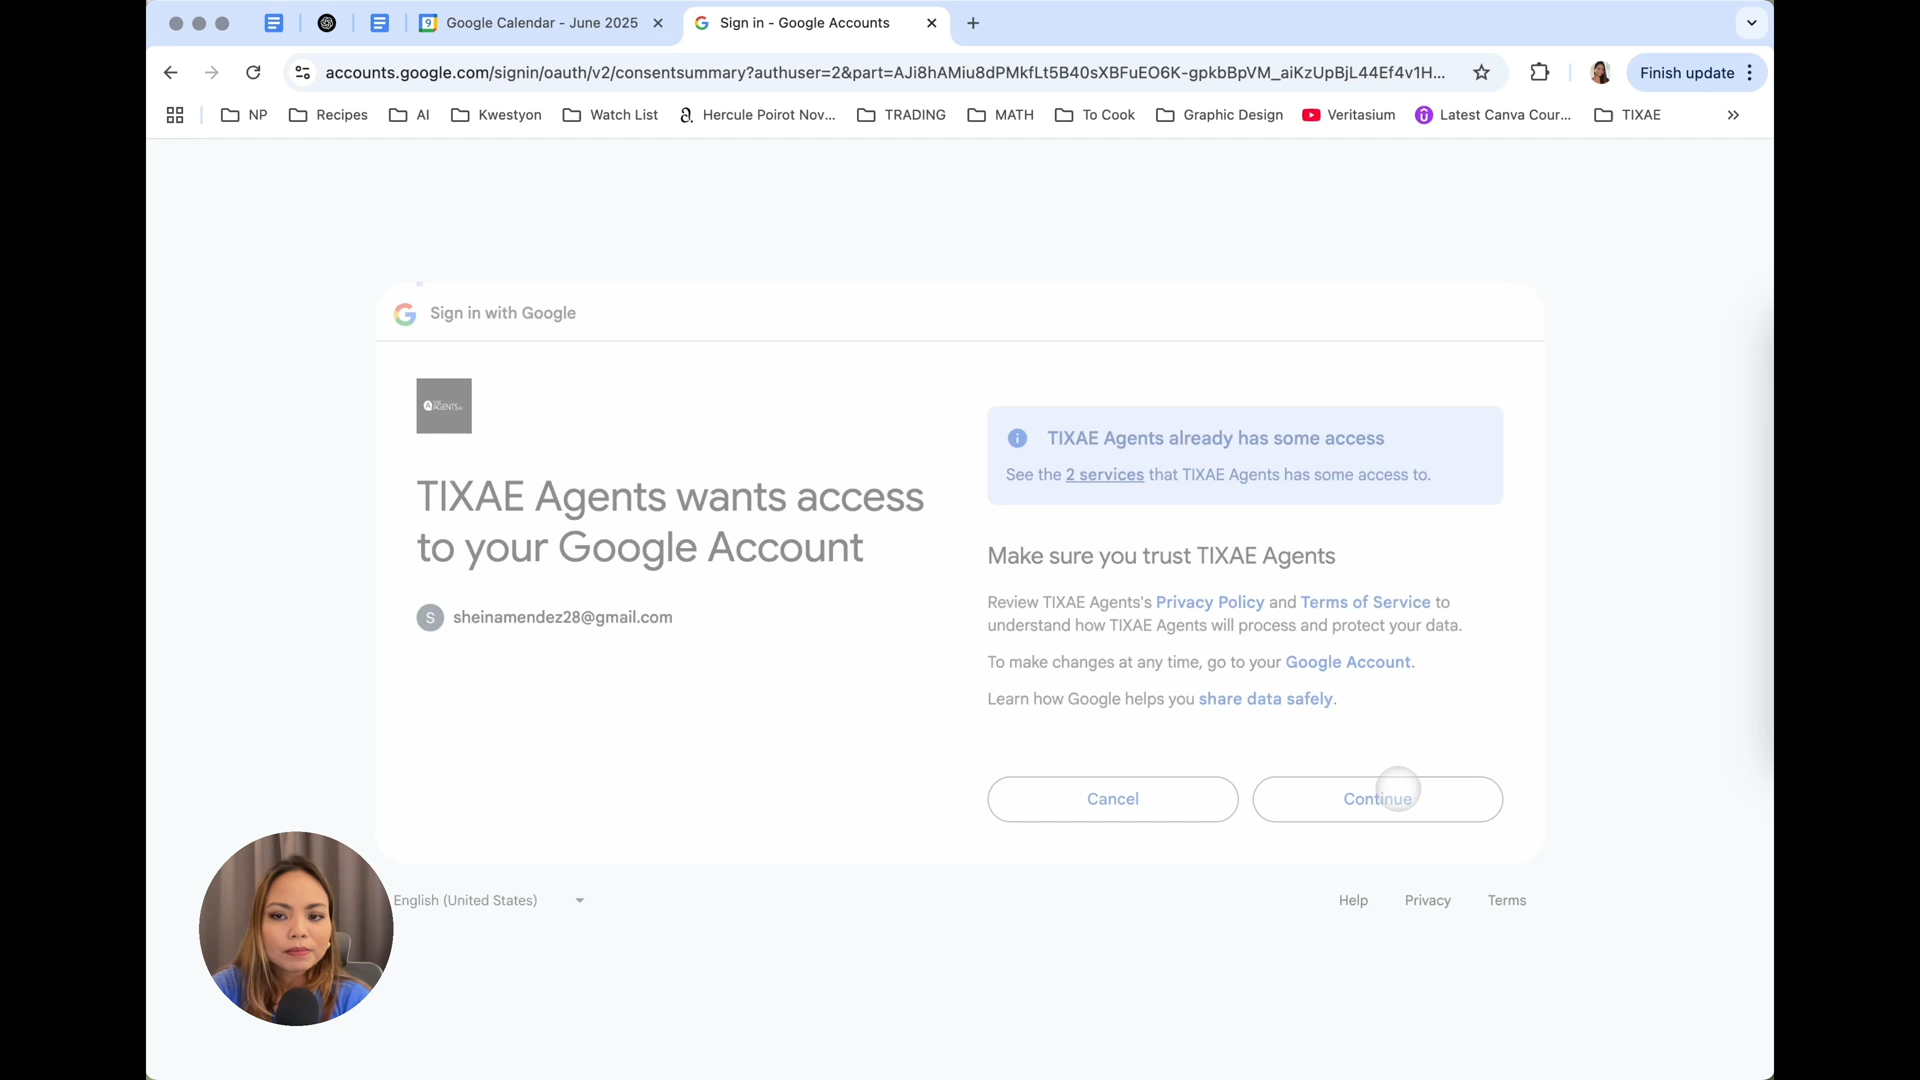 Google Calendar - June 2025
Sign in - Google Accounts
accounts.google.com/signin/oauth/v2/consentsummary?authuser=2&part=AJi8hAMiu8dPMkfLt5B40sXBFuEO6K-gpkbBpVM_aiKzUpBjL44Ef4v1H...
Finish update
NP
Recipes
AI
Kwestyon
Watch List
Hercule Poirot Nov...
TRADING
MATH
To Cook
Graphic Design
Veritasium
Latest Canva Cour...
TIXAE
Sign in with Google
AGENTS
TIXAE Agents wants access
to your Google Account
S
sheinamendez28@gmail.com
TIXAE Agents already has some access
See the 2 services that TIXAE Agents has some access to.
Make sure you trust TIXAE Agents
Review TIXAE Agents's Privacy Policy and Terms of Service to
understand how TIXAE Agents will process and protect your data.
To make changes at any time, go to your Google Account.
Learn how Google helps you share data safely.
Cancel
Continue
English (United States)
Help
Privacy
Terms